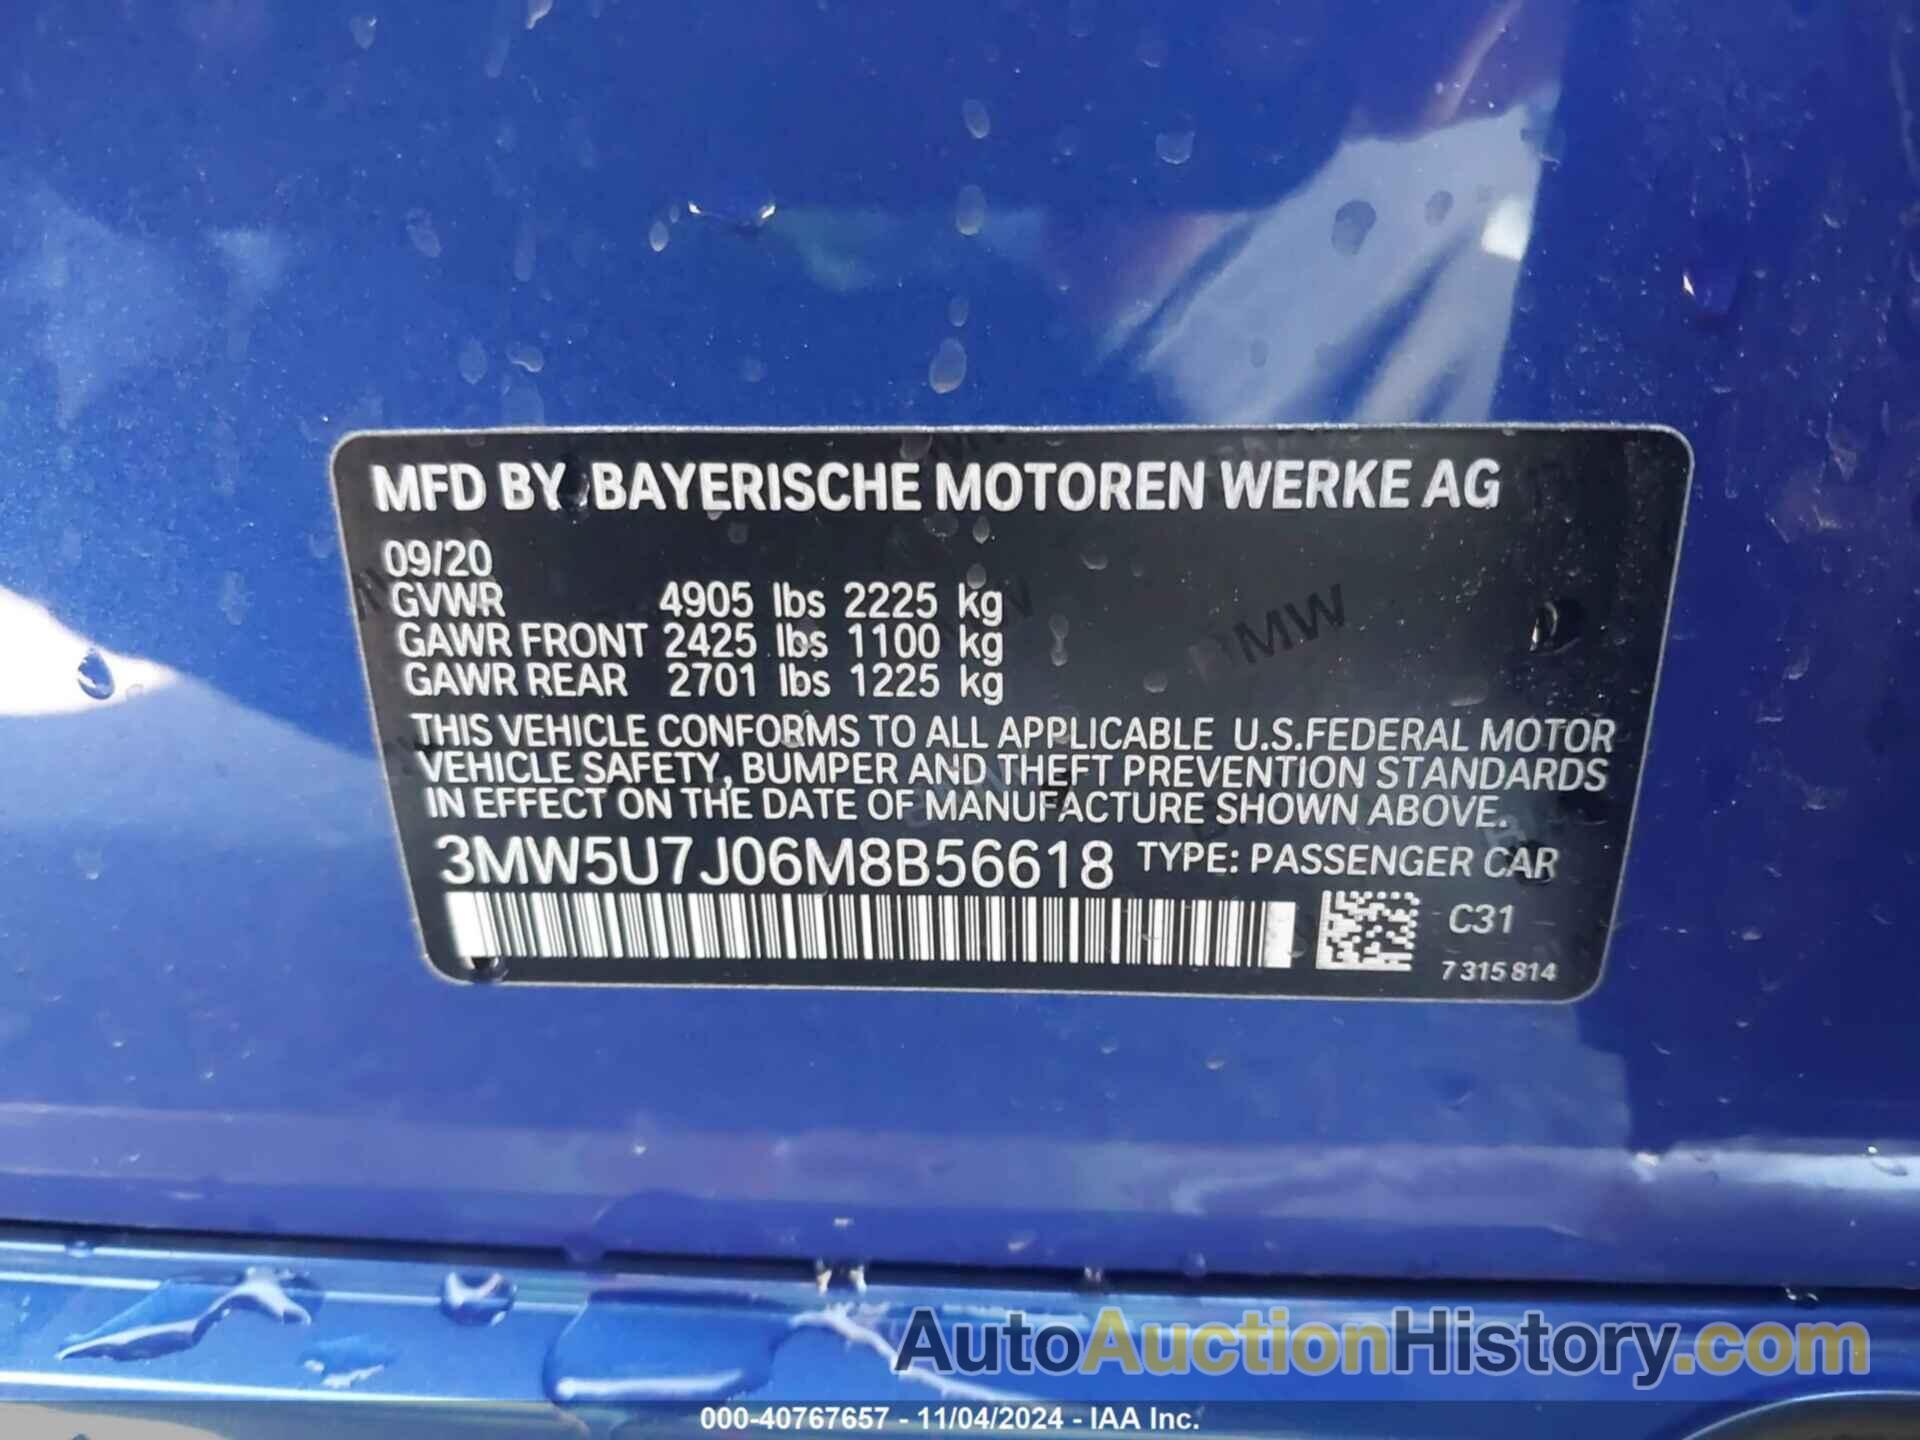 MFD BY BAYERISCHE MOTOREN WERKE AG
09/20
GVWR 4905 lbs 2225 kg
GAWR FRONT 2425 lbs 1100 kg
GAWR REAR 2701 lbs 1225 kg
THIS VEHICLE CONFORMS TO ALL APPLICABLE U.S.FEDERAL MOTOR
VEHICLE SAFETY, BUMPER AND THEFT PREVENTION STANDARDS
IN EFFECT ON THE DATE OF MANUFACTURE SHOWN ABOVE.
3MW5U7J06M8B56618 TYPE: PASSENGER CAR
C31
7 315 814
AutoAuctionHistory.com
000-40767657 - 11/04/2024 - IAA Inc.